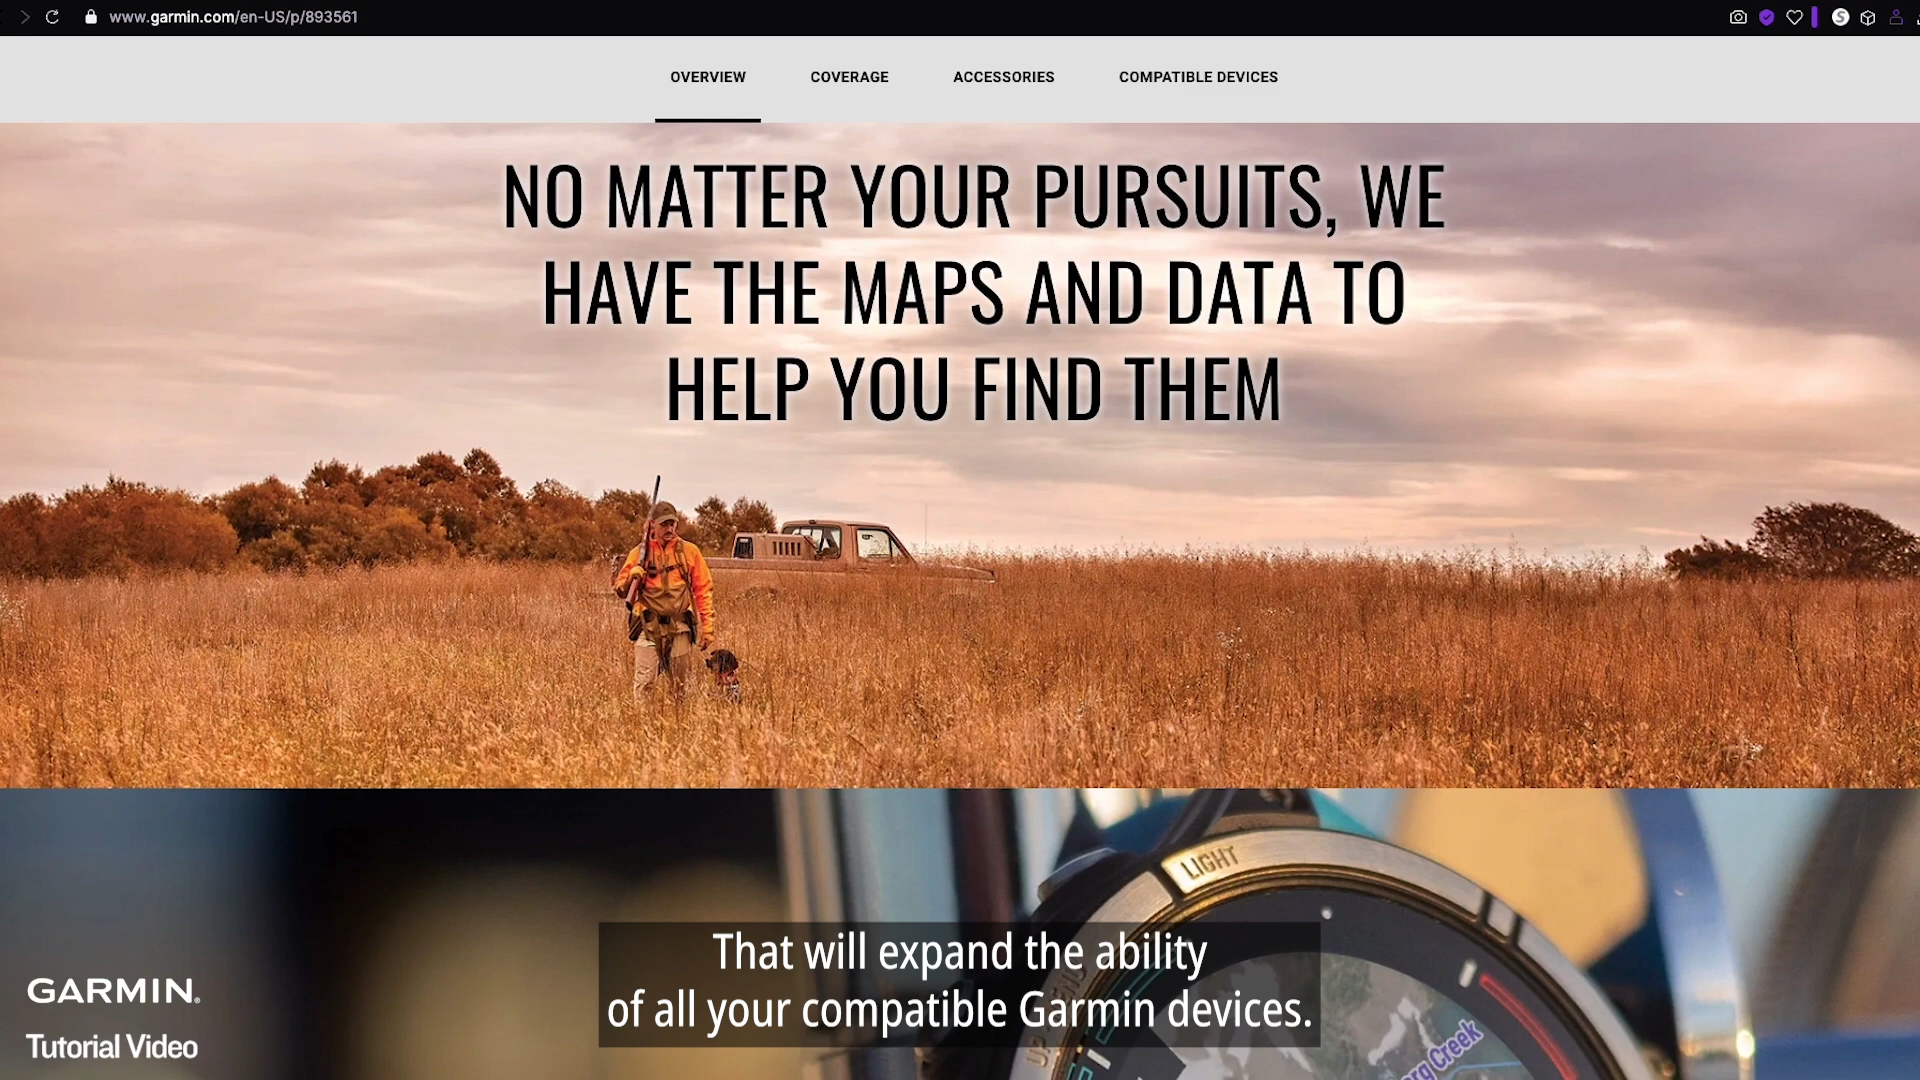 www.garmin.com/en-US/p/893561
OVERVIEW
COVERAGE
ACCESSORIES
COMPATIBLE DEVICES
NO MATTER YOUR PURSUITS, WE
HAVE THE MAPS AND DATA TO
HELP YOU FIND THEM
LIGHT
That will expand the ability
of all your compatible Garmin devices.
GARMIN
Tutorial Video
Creek